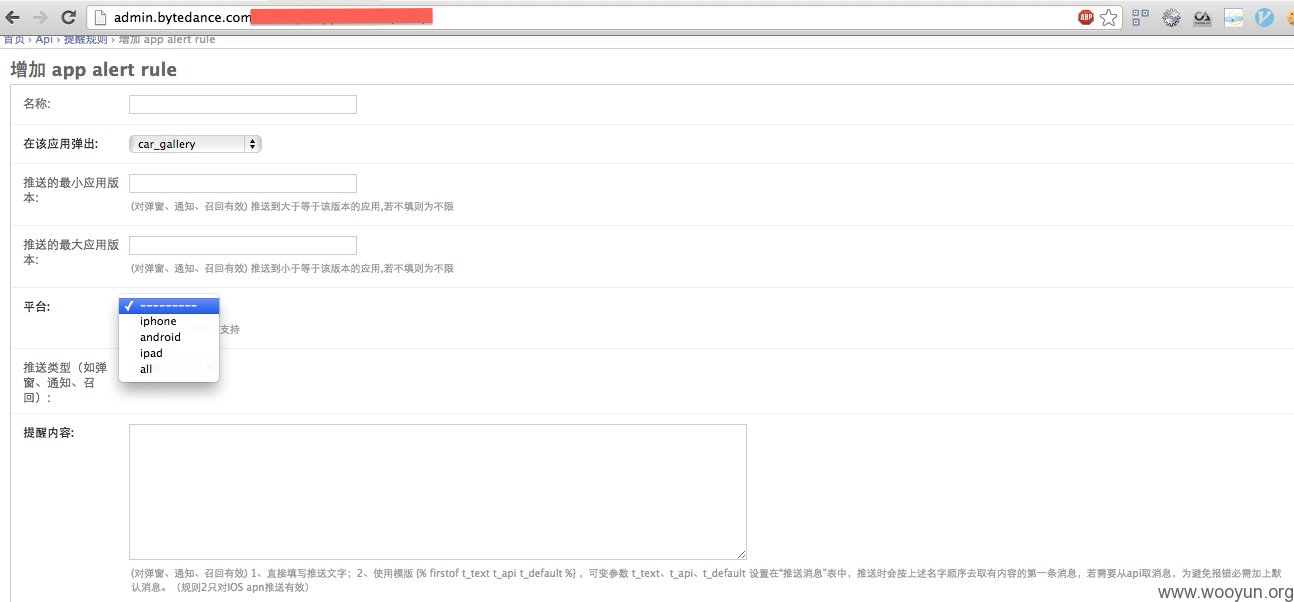 admin.bytedance.com
ABP
首页 › Api › 提醒规则 › 增加 app alert rule
增加 app alert rule
名称:
在该应用弹出:
car_gallery
推送的最小应用版
本:
(对弹窗、通知、召回有效) 推送到大于等于该版本的应用,若不填则为不限
推送的最大应用版
本:
(对弹窗、通知、召回有效) 推送到小于等于该版本的应用,若不填则为不限
平台:
---------
iphone
支持
android
ipad
all
推送类型（如弹
窗、通知、召
回）:
提醒内容:
(对弹窗、通知、召回有效) 1、直接填写推送文字；2、使用模版 {% firstof t_text t_api t_default %} ，可变参数 t_text、t_api、t_default 设置在"推送消息"表中，推送时会按上述名字顺序去取有内容的第一条消息，若需要从api取消息，为避免报错必需加上默
认消息。（规则2只对IOS apn推送有效）
www.wooyun.org